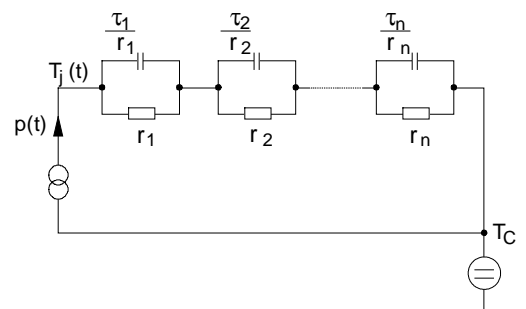 τ1 τ2 τn
r1 r2 rn
Tj (t)
r1 r2 rn
p(t)
TC